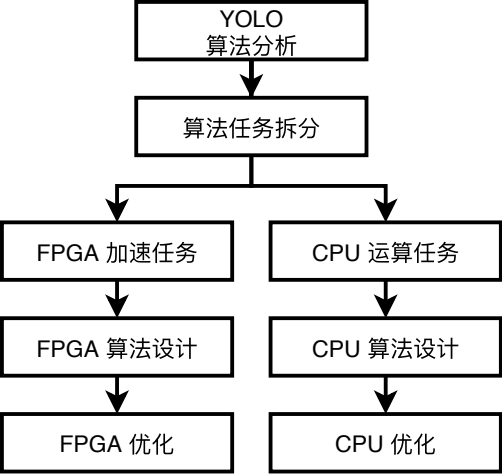 YOLO
算法分析
算法任务拆分
FPGA 加速任务
CPU 运算任务
FPGA 算法设计
CPU 算法设计
FPGA 优化
CPU 优化